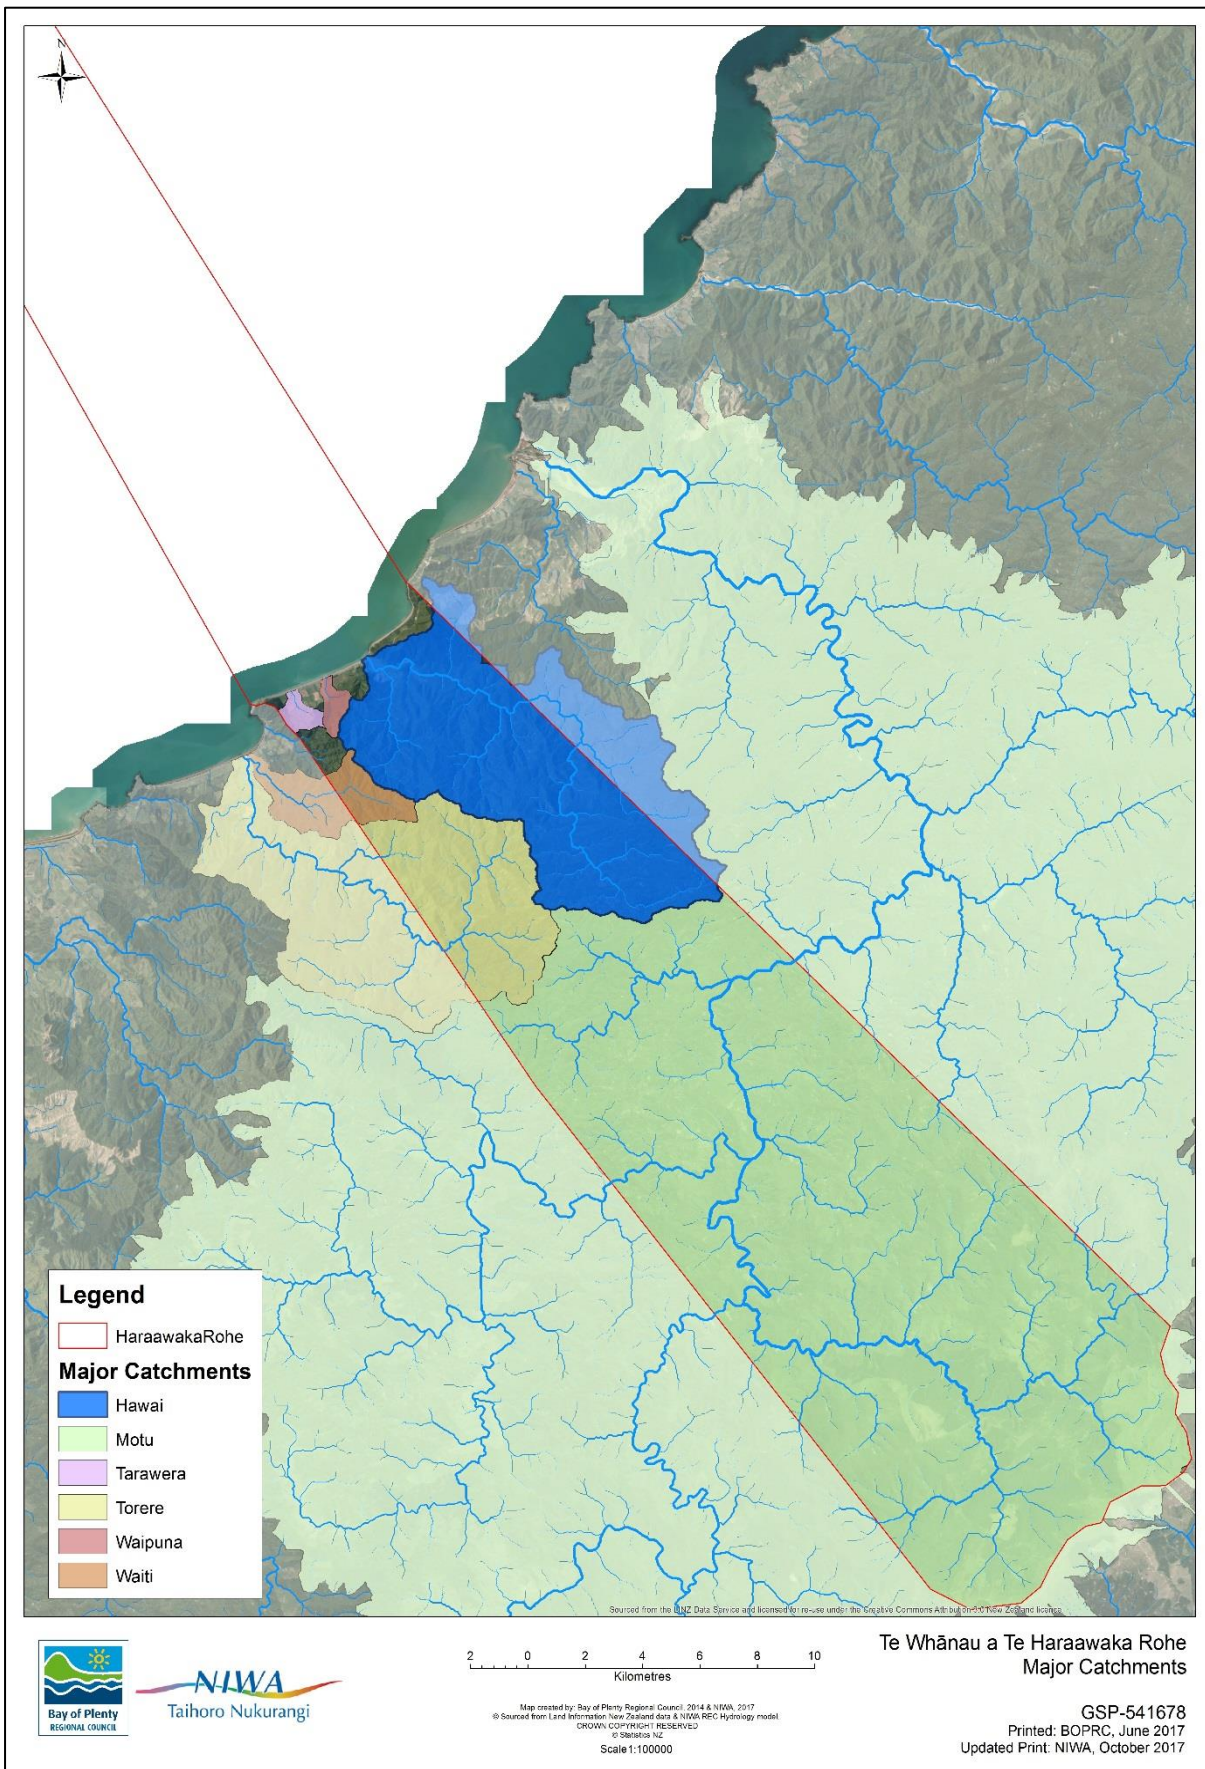 N
Legend
HaraawakaRohe
Major Catchments
Hawai
Motu
Tarawera
Torere
Waipuna
Waiti
Sourced from the LINZ Data Service and licensed for re-use under the Creative Commons Attribution 3.0 New Zealand license
Bay of Plenty
REGIONAL COUNCIL
NIWA
Taihoro Nukurangi
2 0 2 4 6 8 10
Kilometres
Map created by: Bay of Plenty Regional Council, 2014 & NIWA, 2017
© Sourced from Land Information New Zealand data & NIWA REC Hydrology model.
CROWN COPYRIGHT RESERVED
© Statistics NZ
Scale1:100000
Te Whānau a Te Haraawaka Rohe
Major Catchments
GSP-541678
Printed: BOPRC, June 2017
Updated Print: NIWA, October 2017